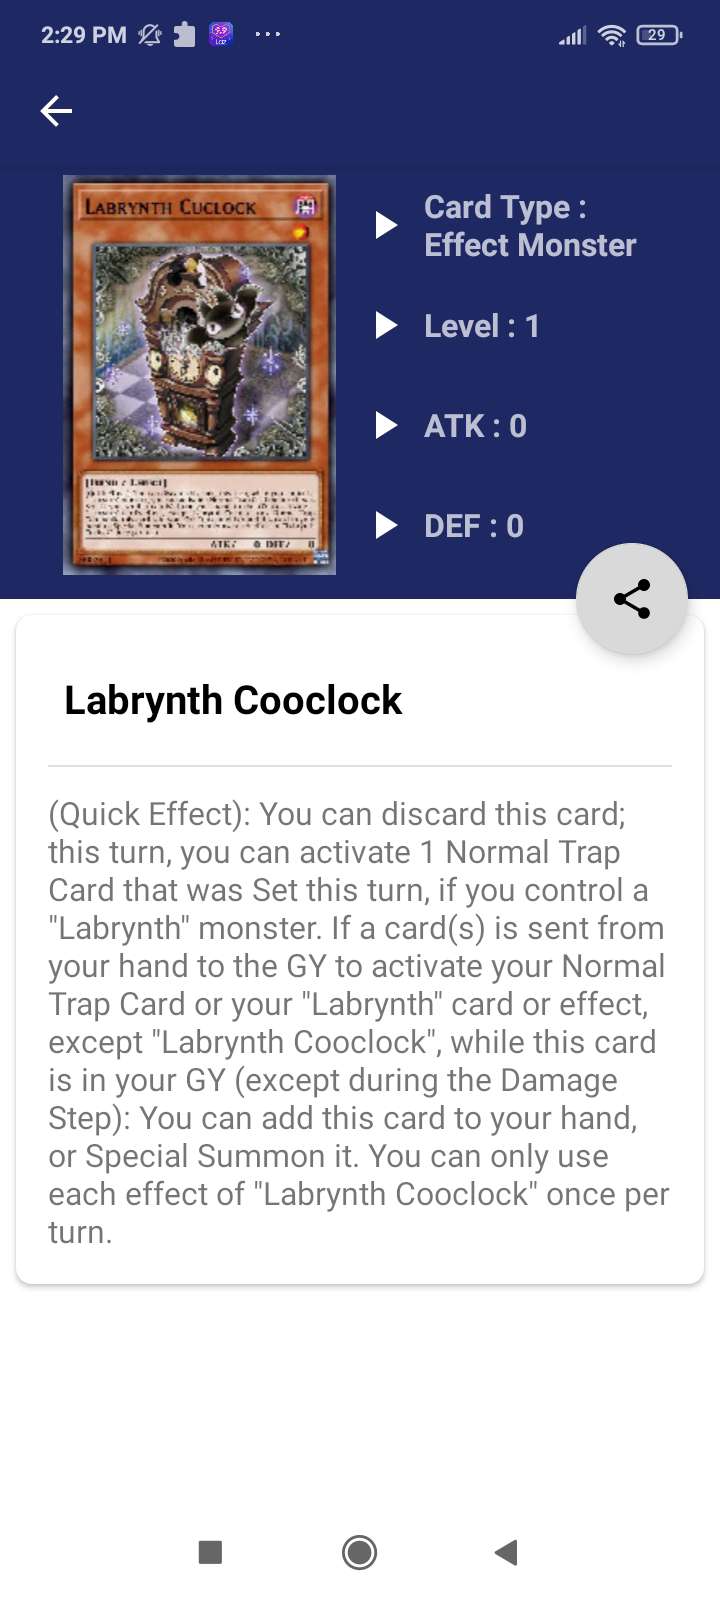 2:29 PM
29
LABRYNTH CUCLOCK
Card Type :
Effect Monster
Level : 1
ATK : 0
DEF : 0
Labrynth Cooclock
(Quick Effect): You can discard this card;
this turn, you can activate 1 Normal Trap
Card that was Set this turn, if you control a
"Labrynth" monster. If a card(s) is sent from
your hand to the GY to activate your Normal
Trap Card or your "Labrynth" card or effect,
except "Labrynth Cooclock", while this card
is in your GY (except during the Damage
Step): You can add this card to your hand,
or Special Summon it. You can only use
each effect of "Labrynth Cooclock" once per
turn.